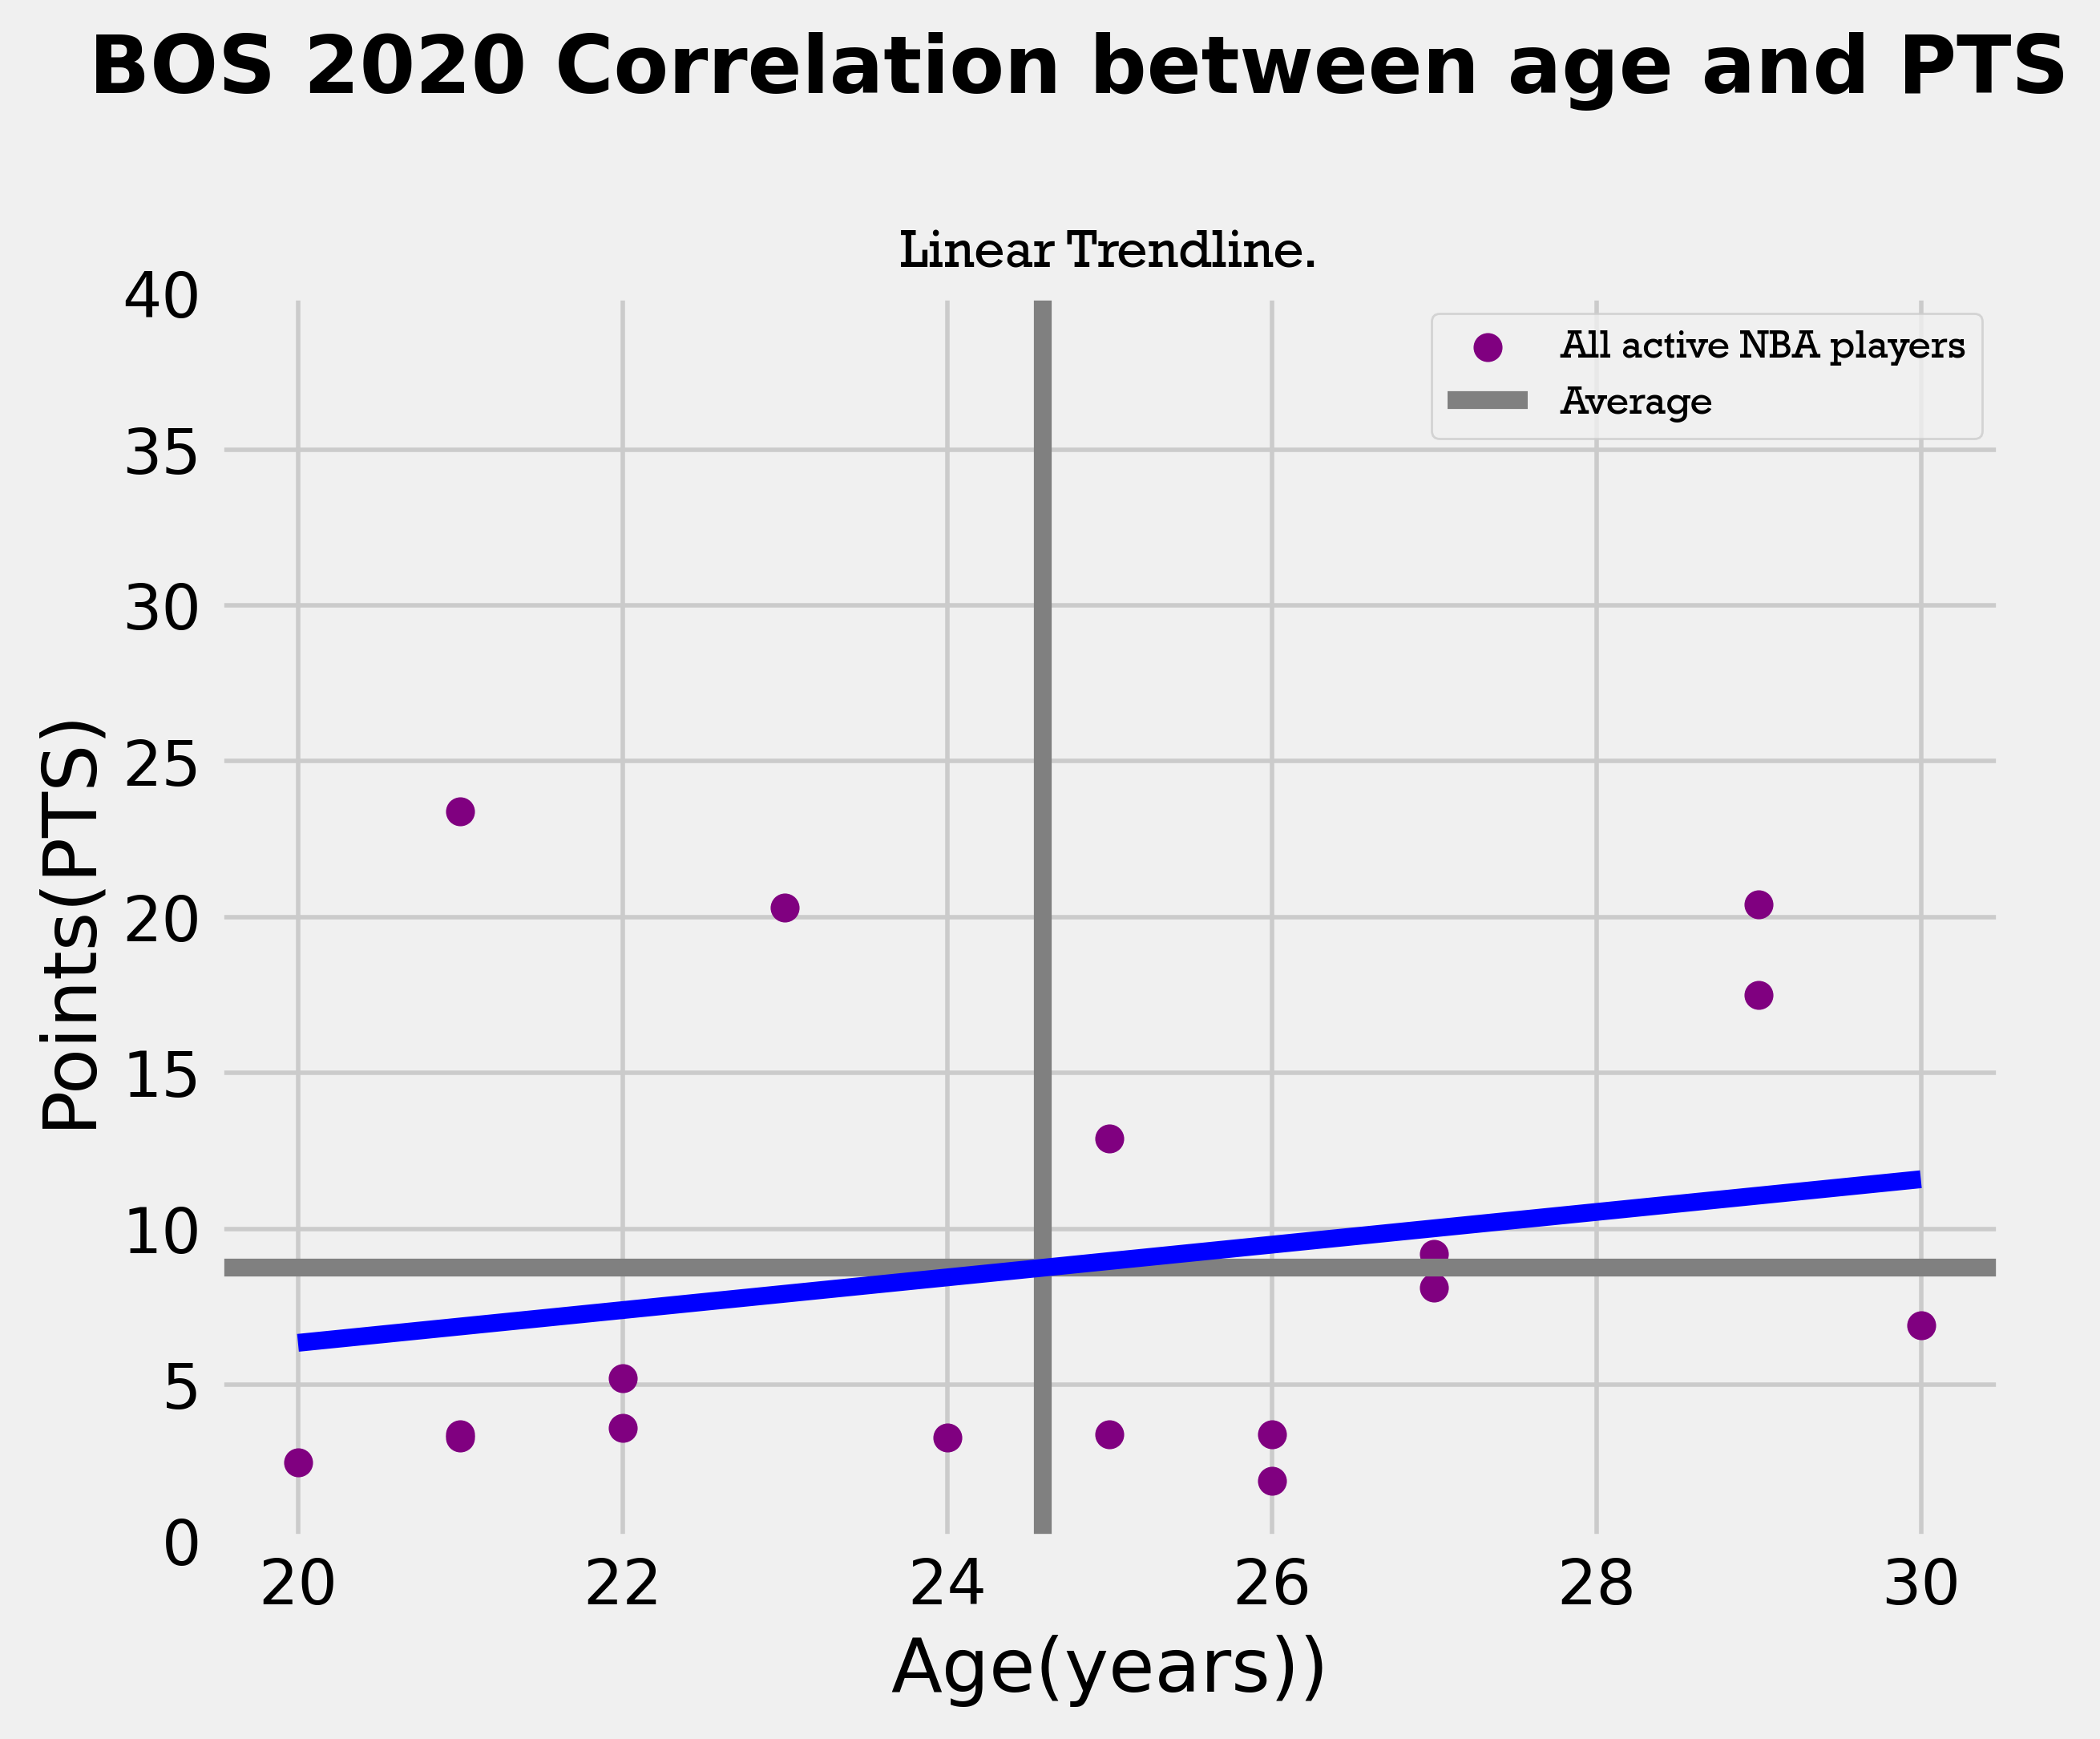 BOS 2020 Correlation between age and PTS
Linear Trendline.
All active NBA players
Average
40
35
30
25
20
15
10
5
0
Points(PTS)
20 22 24 26 28 30
Age(years))